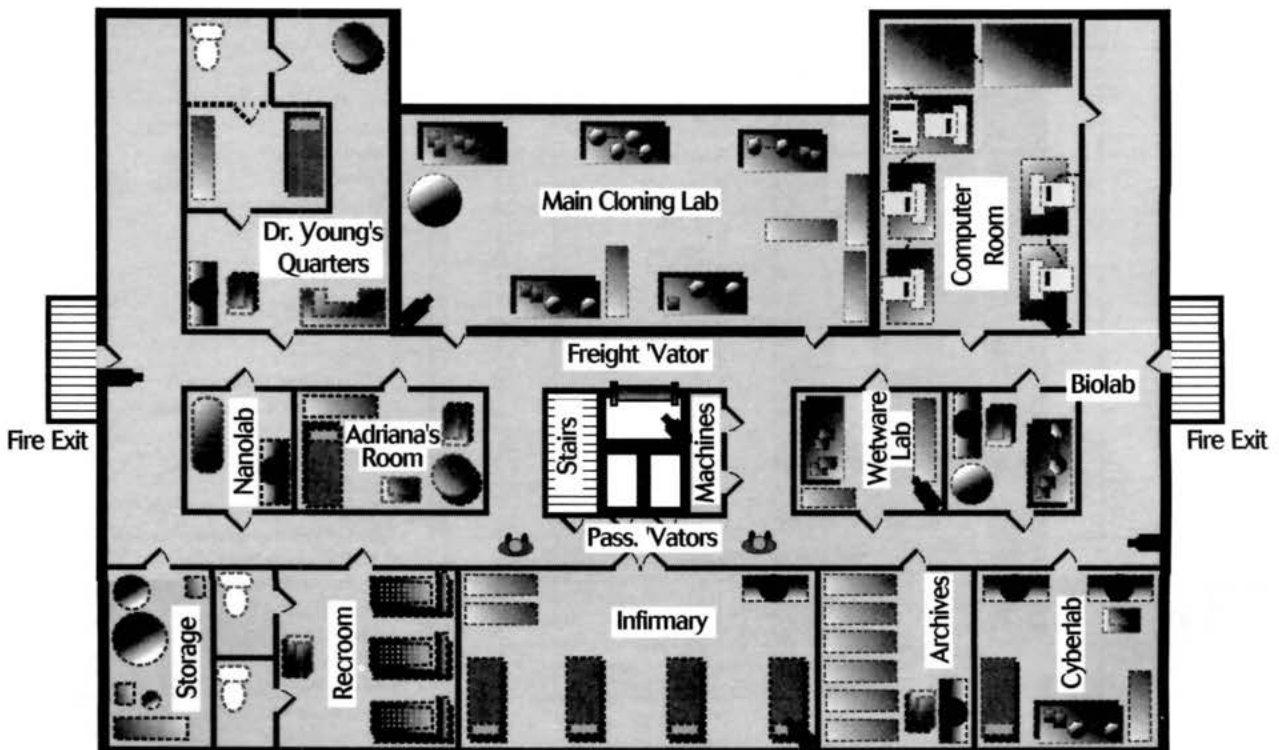 Main Cloning Lab
Dr. Young's
Quarters
Computer
Room
Freight 'Vator
Biolab
Fire Exit
Nanolab
Adriana's
Room
Stairs
Machines
Wetware
Lab
Fire Exit
Pass. 'Vators
Storage
Recroom
Infirmary
Archives
Cyberlab